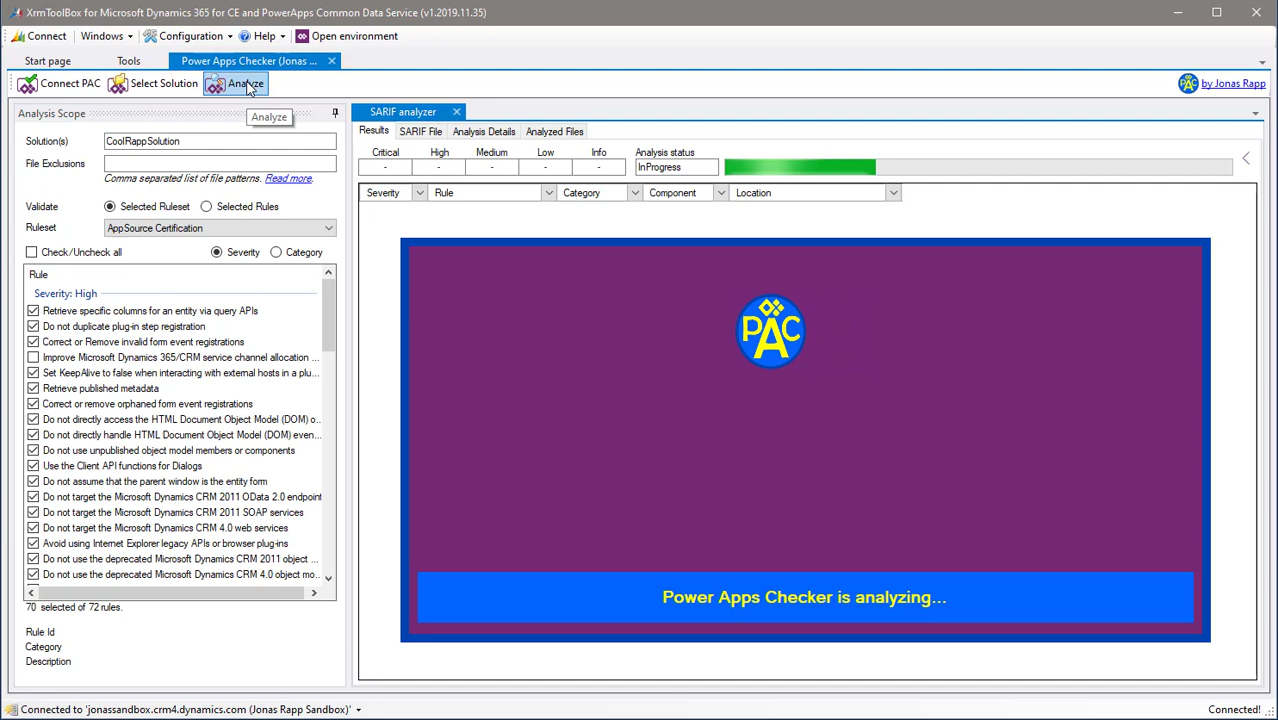 XrmToolBox for Microsoft Dynamics 365 for CE and PowerApps Common Data Service (v1.2019.11.35)
Connect Windows Configuration Help Open environment
Start page Tools Power Apps Checker (Jonas ...
Connect PAC Select Solution Analyze by Jonas Rapp
Analyze
Analysis Scope
Solution(s) CoolRappSolution
File Exclusions
Comma separated list of file patterns. Read more.
Validate Selected Ruleset Selected Rules
Ruleset AppSource Certification
Check/Uncheck all Severity Category
Rule
Severity: High
Retrieve specific columns for an entity via query APIs
Do not duplicate plug-in step registration
Correct or Remove invalid form event registrations
Improve Microsoft Dynamics 365/CRM service channel allocation ...
Set KeepAlive to false when interacting with external hosts in a plu...
Retrieve published metadata
Correct or remove orphaned form event registrations
Do not directly access the HTML Document Object Model (DOM) o...
Do not directly handle HTML Document Object Model (DOM) even...
Do not use unpublished object model members or components
Use the Client API functions for Dialogs
Do not assume that the parent window is the entity form
Do not target the Microsoft Dynamics CRM 2011 OData 2.0 endpoint
Do not target the Microsoft Dynamics CRM 2011 SOAP services
Do not target the Microsoft Dynamics CRM 4.0 web services
Avoid using Internet Explorer legacy APIs or browser plug-ins
Do not use the deprecated Microsoft Dynamics CRM 2011 object ...
Do not use the deprecated Microsoft Dynamics CRM 4.0 object mo...
70 selected of 72 rules.
Rule Id
Category
Description
SARIF analyzer
Results SARIF File Analysis Details Analyzed Files
Critical High Medium Low Info Analysis status
- - - - - InProgress
Severity Rule Category Component Location
PAC
Power Apps Checker is analyzing...
Connected to 'jonassandbox.crm4.dynamics.com (Jonas Rapp Sandbox)' Connected!